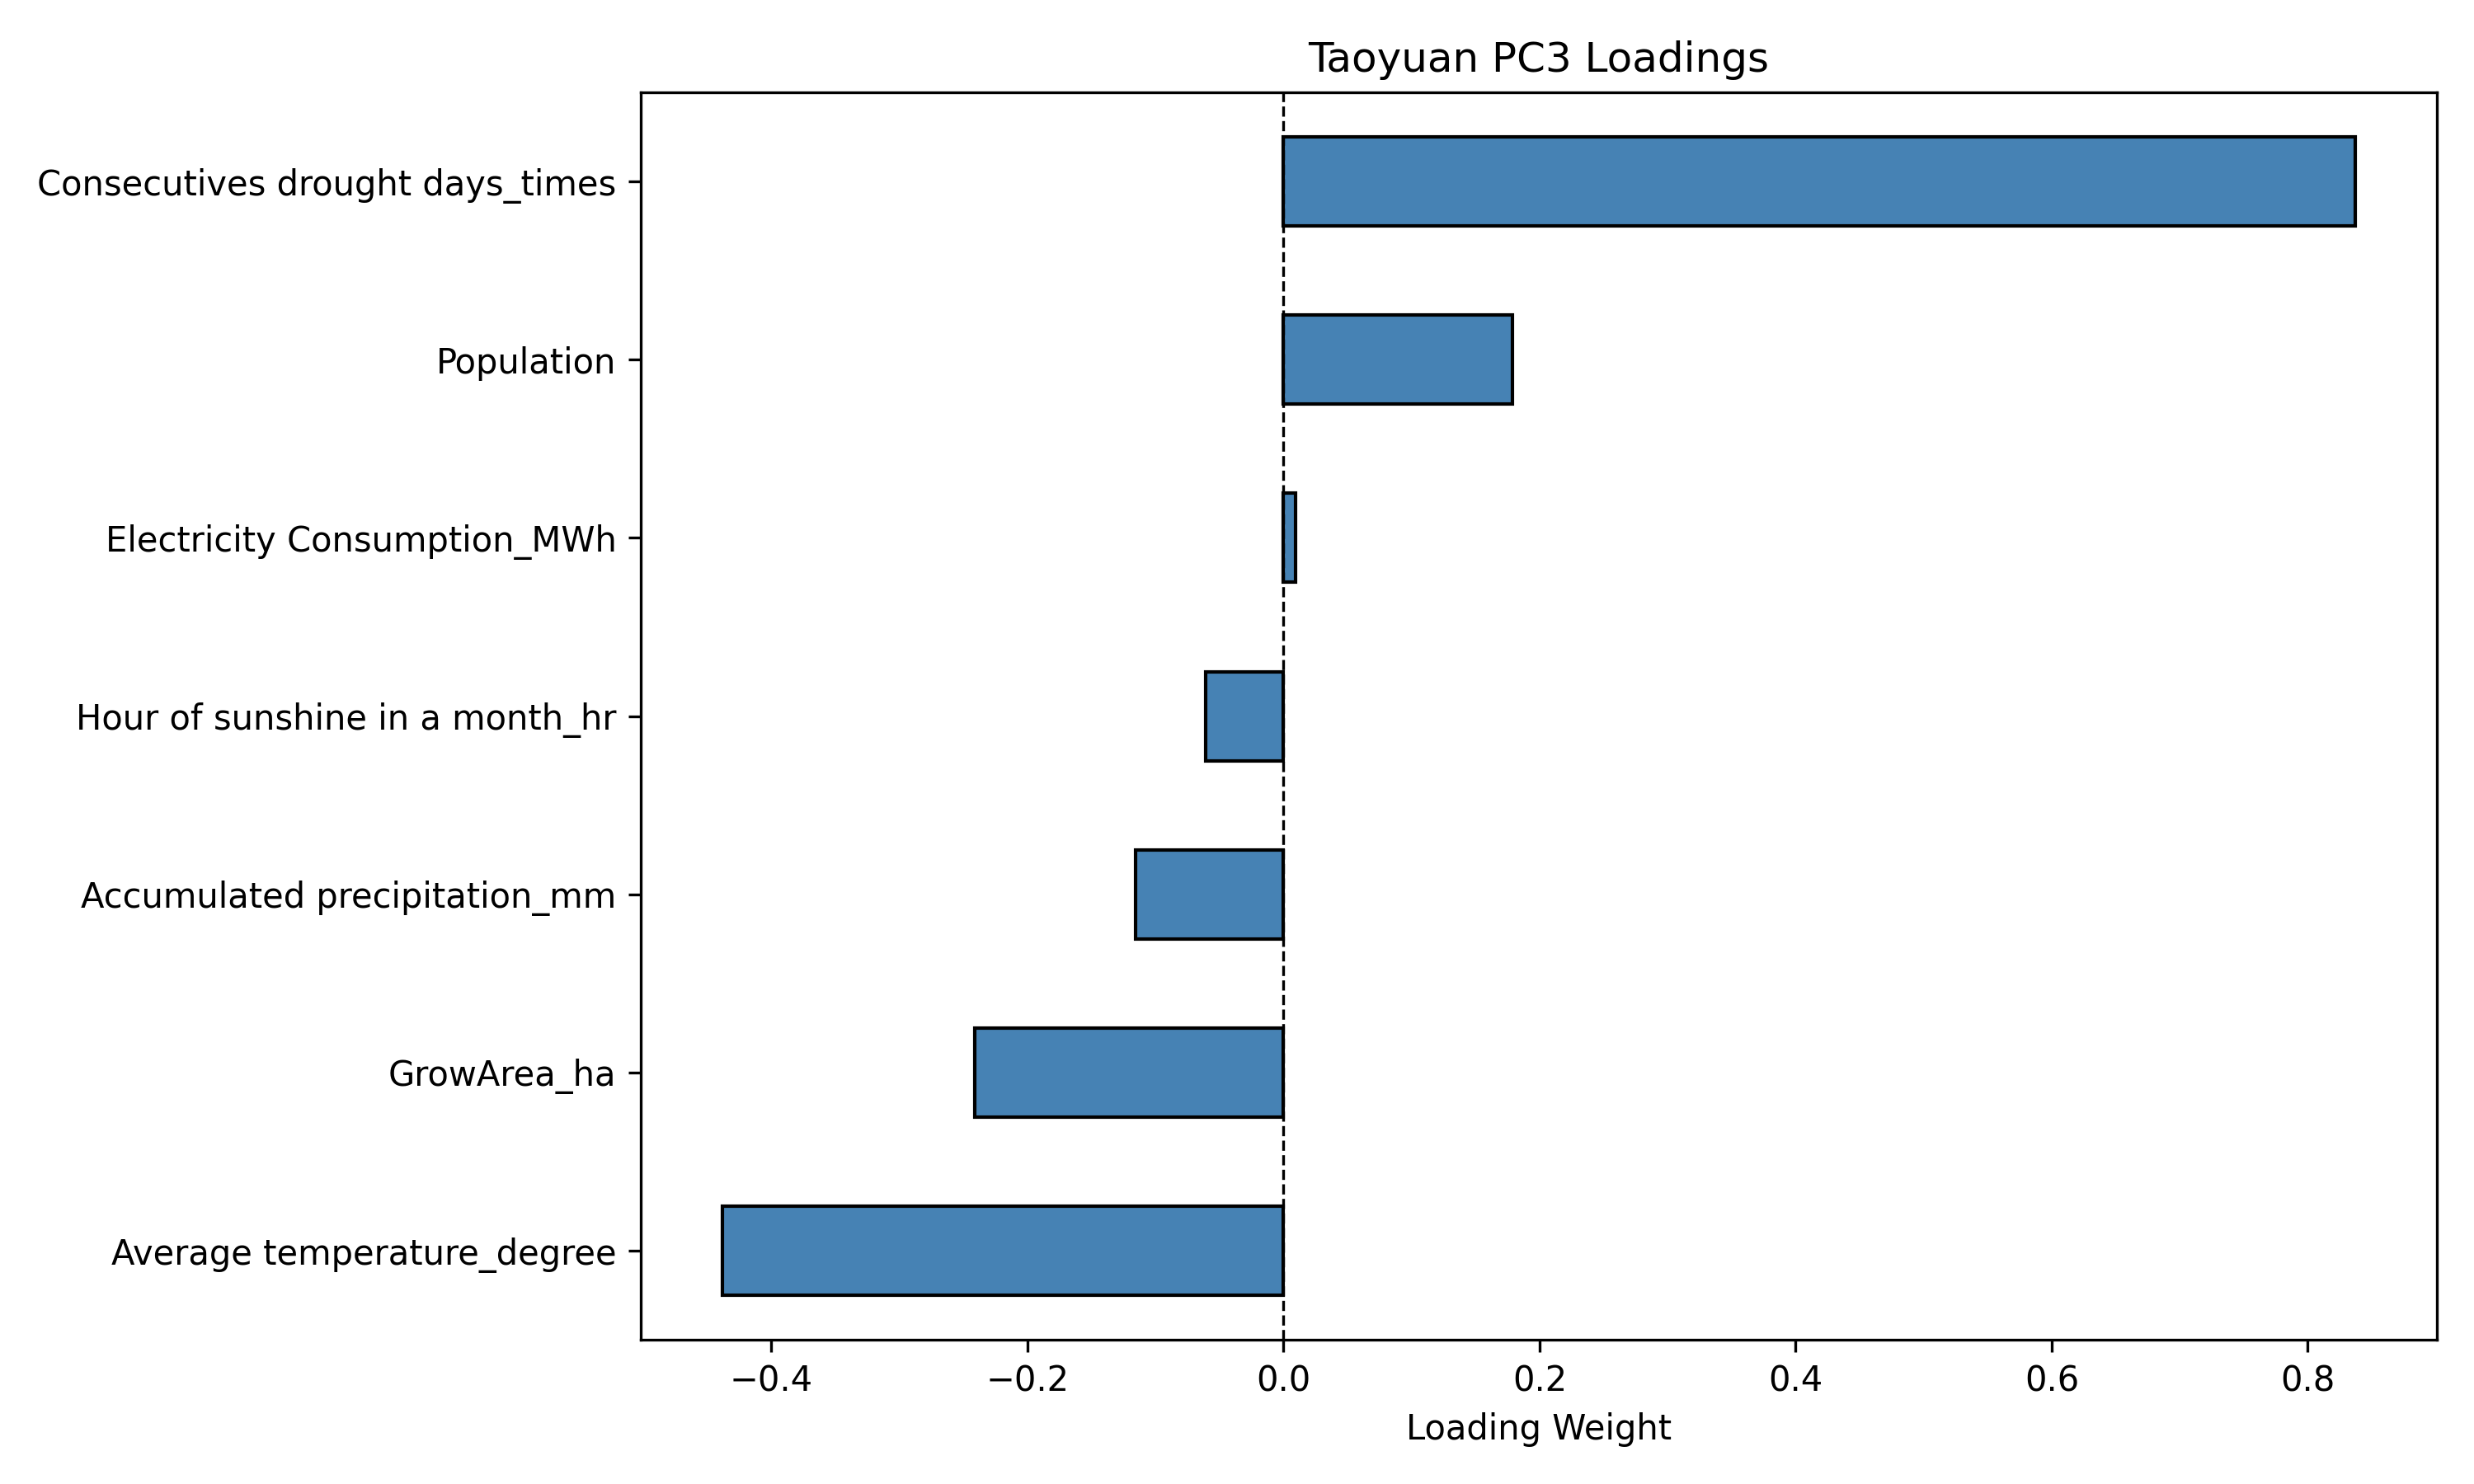 Taoyuan PC3 Loadings
Consecutives drought days_times
Population
Electricity Consumption_MWh
Hour of sunshine in a month_hr
Accumulated precipitation_mm
GrowArea_ha
Average temperature_degree
−0.4 −0.2 0.0 0.2 0.4 0.6 0.8
Loading Weight